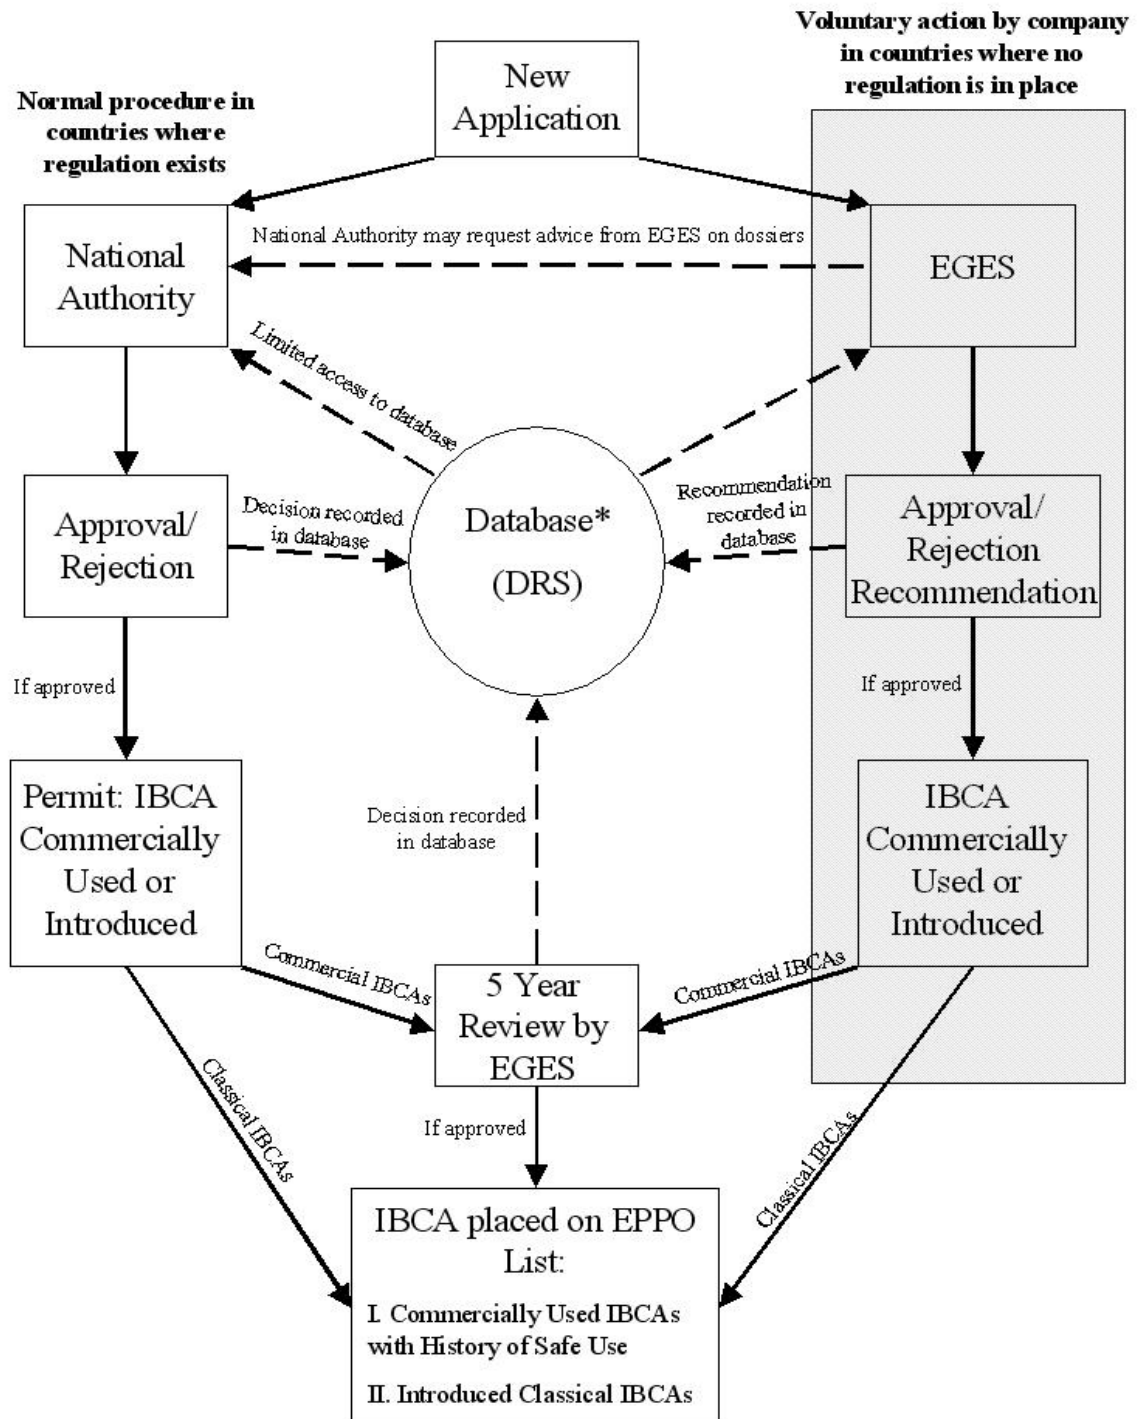 Voluntary action by company
in countries where no
regulation is in place
New
Application
Normal procedure in
countries where
regulation exists
National Authority may request advice from EGES on dossiers
National
Authority
EGES
Limited access to database
Decision recorded
in database
Database*
(DRS)
Recommendation
recorded in
database
Approval/
Rejection
Approval/
Rejection
Recommendation
If approved
If approved
Permit: IBCA
Commercially
Used or
Introduced
Decision recorded
in database
IBCA
Commercially
Used or
Introduced
Commercial IBCAs
5 Year
Review by
EGES
Commercial IBCAs
Classical IBCAs
If approved
Classical IBCAs
IBCA placed on EPPO
List:
I. Commercially Used IBCAs
with History of Safe Use
II. Introduced Classical IBCAs